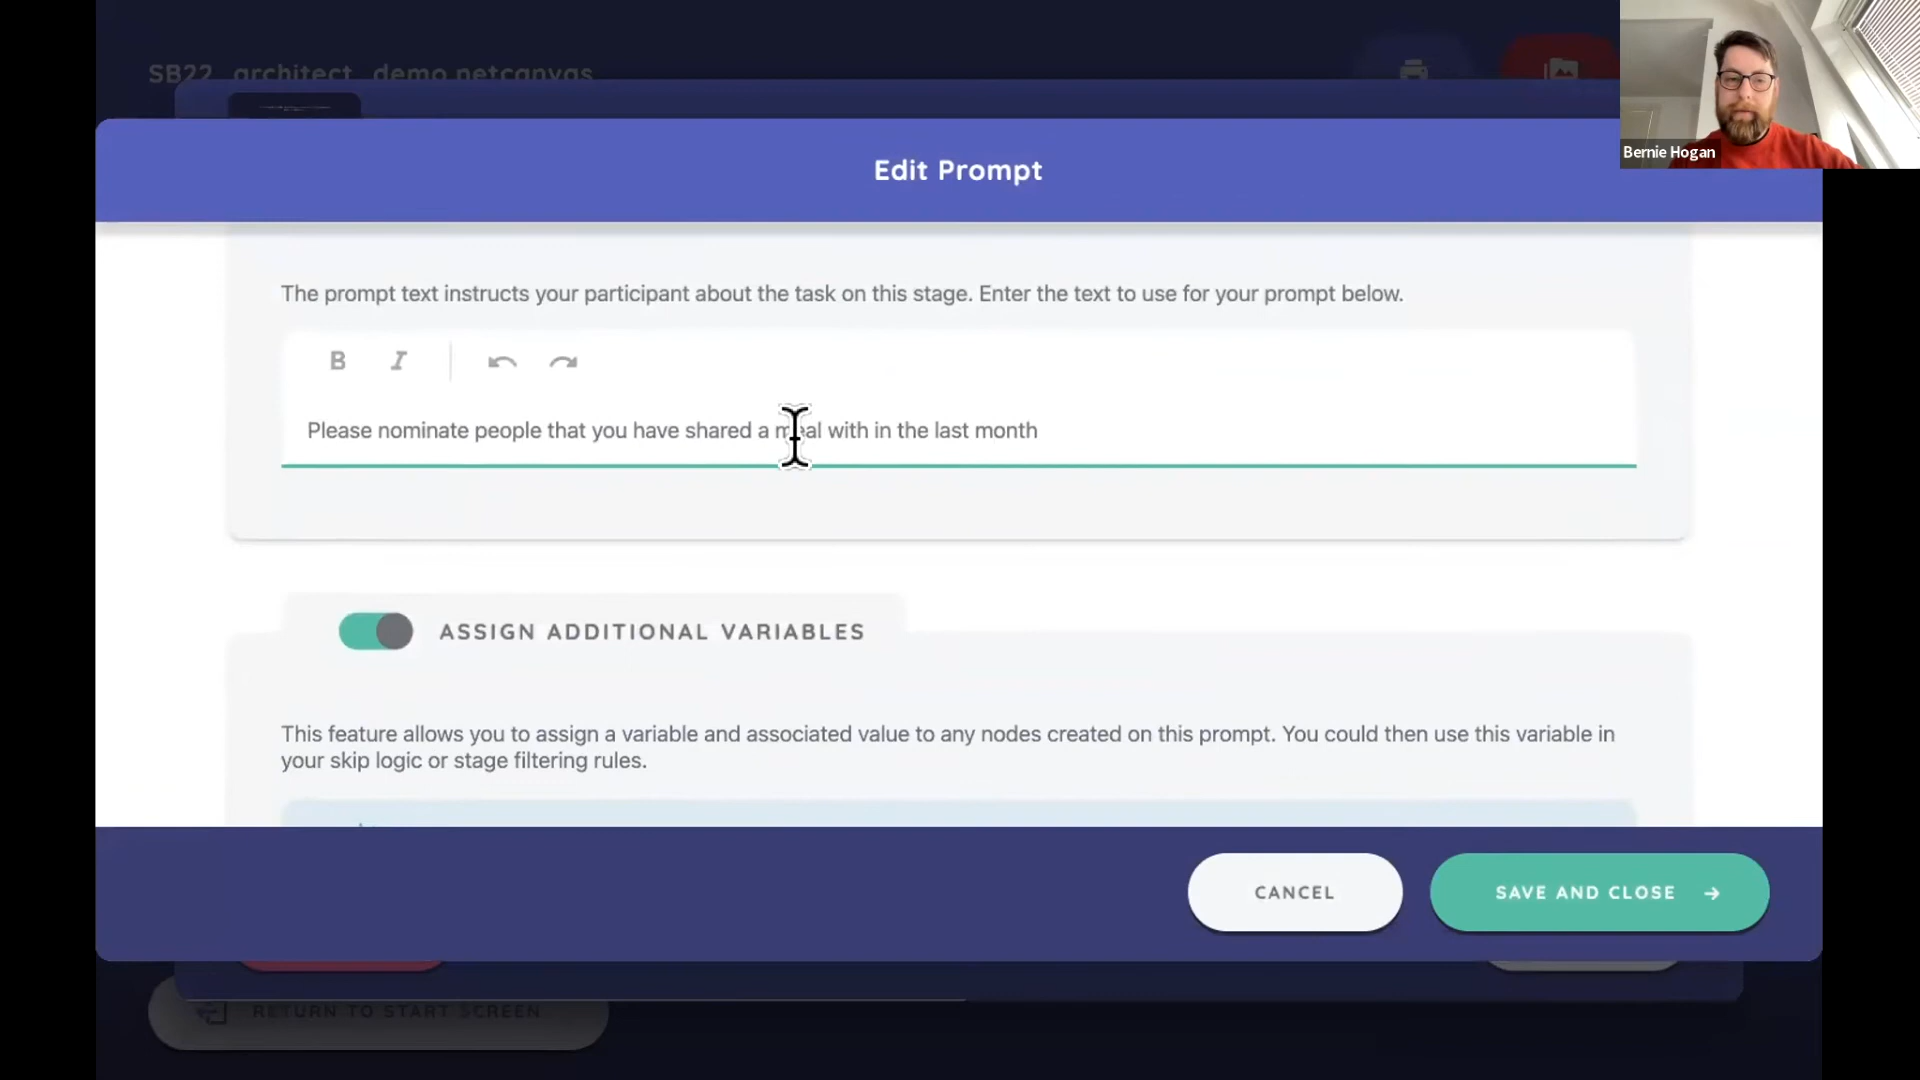 SB22_architect_demo.netcanvas
Bernie Hogan
Edit Prompt
The prompt text instructs your participant about the task on this stage. Enter the text to use for your prompt below.
B I
Please nominate people that you have shared a meal with in the last month
ASSIGN ADDITIONAL VARIABLES
This feature allows you to assign a variable and associated value to any nodes created on this prompt. You could then use this variable in
your skip logic or stage filtering rules.
CANCEL
SAVE AND CLOSE
RETURN TO START SCREEN